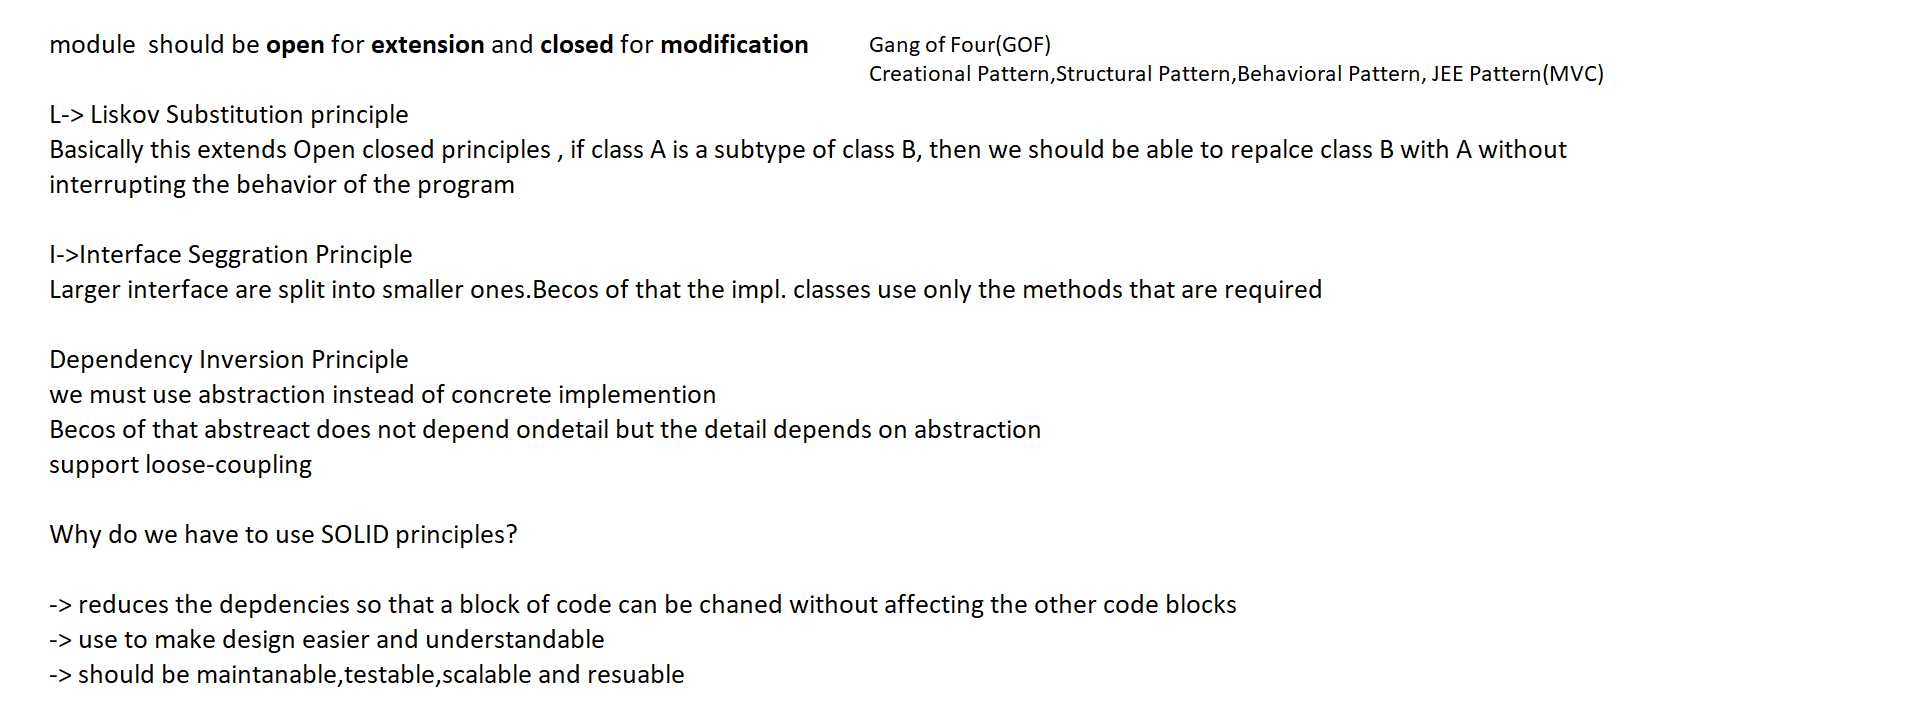 module  should be open for extension and closed for modification
Gang of Four(GOF)
Creational Pattern,Structural Pattern,Behavioral Pattern, JEE Pattern(MVC)
L-> Liskov Substitution principle
Basically this extends Open closed principles , if class A is a subtype of class B, then we should be able to repalce class B with A without
interrupting the behavior of the program
I->Interface Seggration Principle
Larger interface are split into smaller ones.Becos of that the impl. classes use only the methods that are required
Dependency Inversion Principle
we must use abstraction instead of concrete implemention
Becos of that abstreact does not depend ondetail but the detail depends on abstraction
support loose-coupling
Why do we have to use SOLID principles?
-> reduces the depdencies so that a block of code can be chaned without affecting the other code blocks
-> use to make design easier and understandable
-> should be maintanable,testable,scalable and resuable